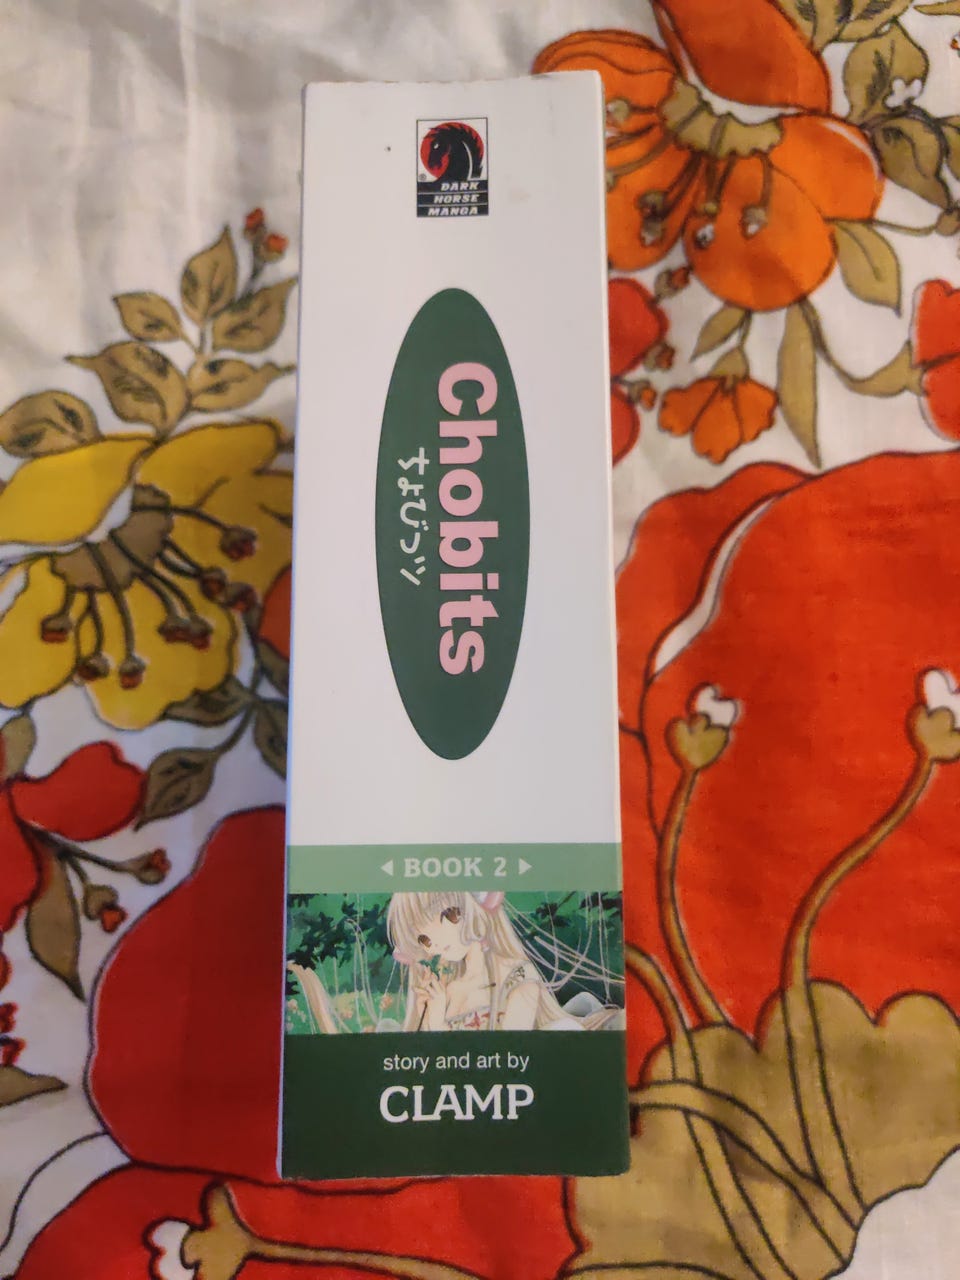 DARK
HORSE
MANGA
Chobits
ちょびっツ
BOOK 2
story and art by
CLAMP